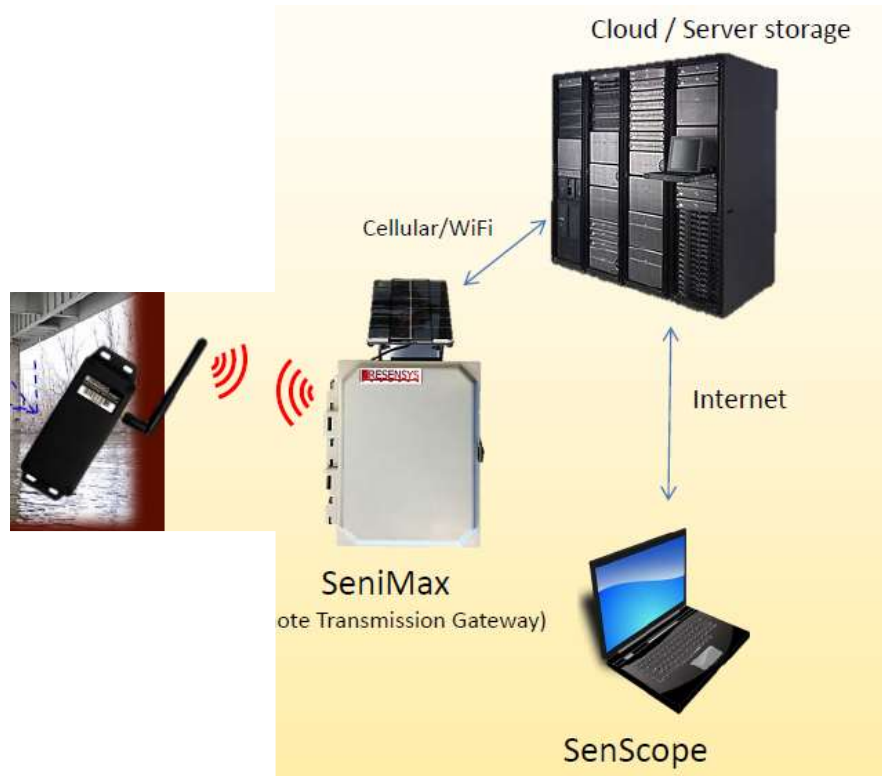 Cloud / Server storage
Cellular/WiFi
RESENSYS
Internet
SeniMax
ote Transmission Gateway)
SenScope